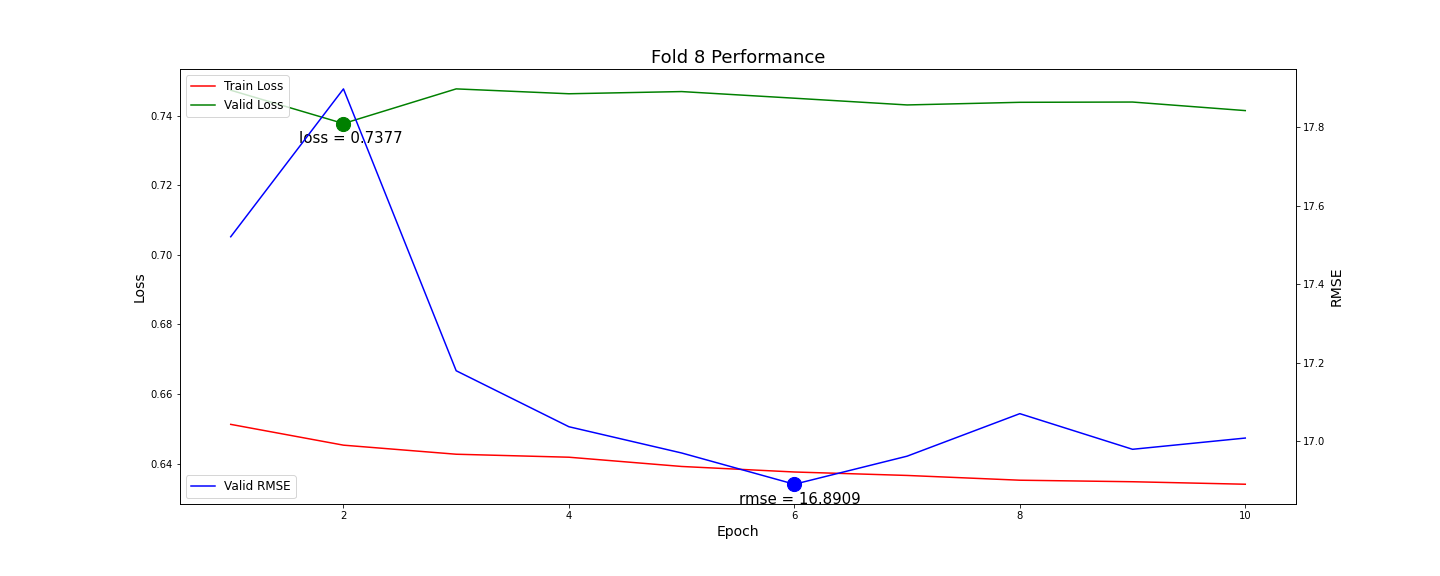 Fold 8 Performance
Train Loss
Valid Loss
loss = 0.7377
0.74
0.72
0.70
0.68
0.66
0.64
Loss
17.8
17.6
17.4
17.2
17.0
RMSE
Valid RMSE
rmse = 16.8909
2 4 6 8 10
Epoch